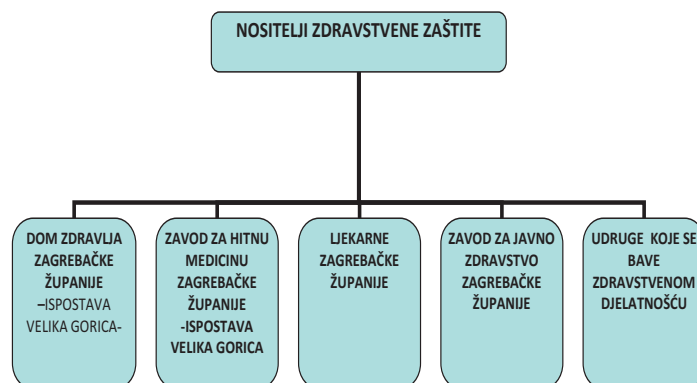 NOSITELJI ZDRAVSTVENE ZAŠTITE
DOM ZDRAVLJA
ZAGREBAČKE
ŽUPANIJE
–ISPOSTAVA
VELIKA GORICA-
ZAVOD ZA HITNU
MEDICINU
ZAGREBAČKE
ŽUPANIJE
-ISPOSTAVA
VELIKA GORICA
LJEKARNE
ZAGREBAČKE
ŽUPANIJE
ZAVOD ZA JAVNO
ZDRAVSTVO
ZAGREBAČKE
ŽUPANIJE
UDRUGE KOJE SE
BAVE
ZDRAVSTVENOM
DJELATNOŠĆU